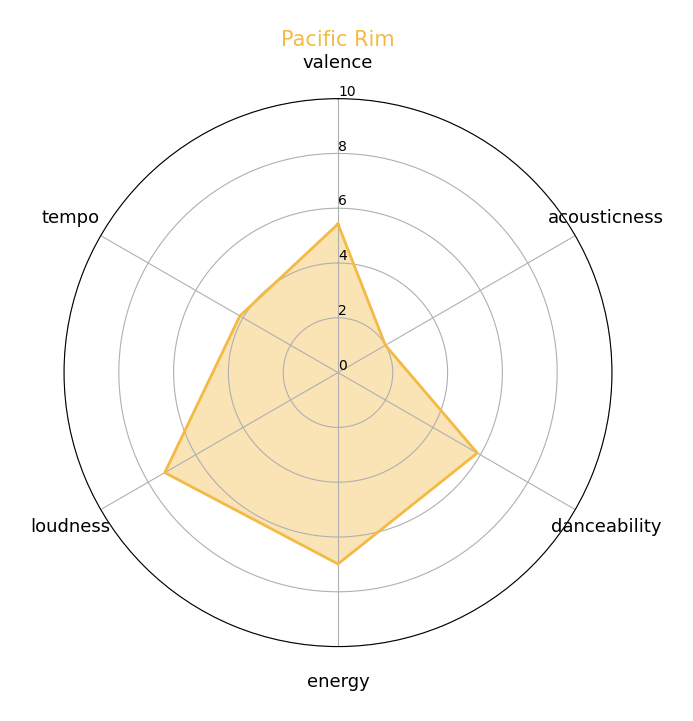 Pacific Rim
valence
10
8
6
4
2
0
tempo
acousticness
loudness
danceability
energy